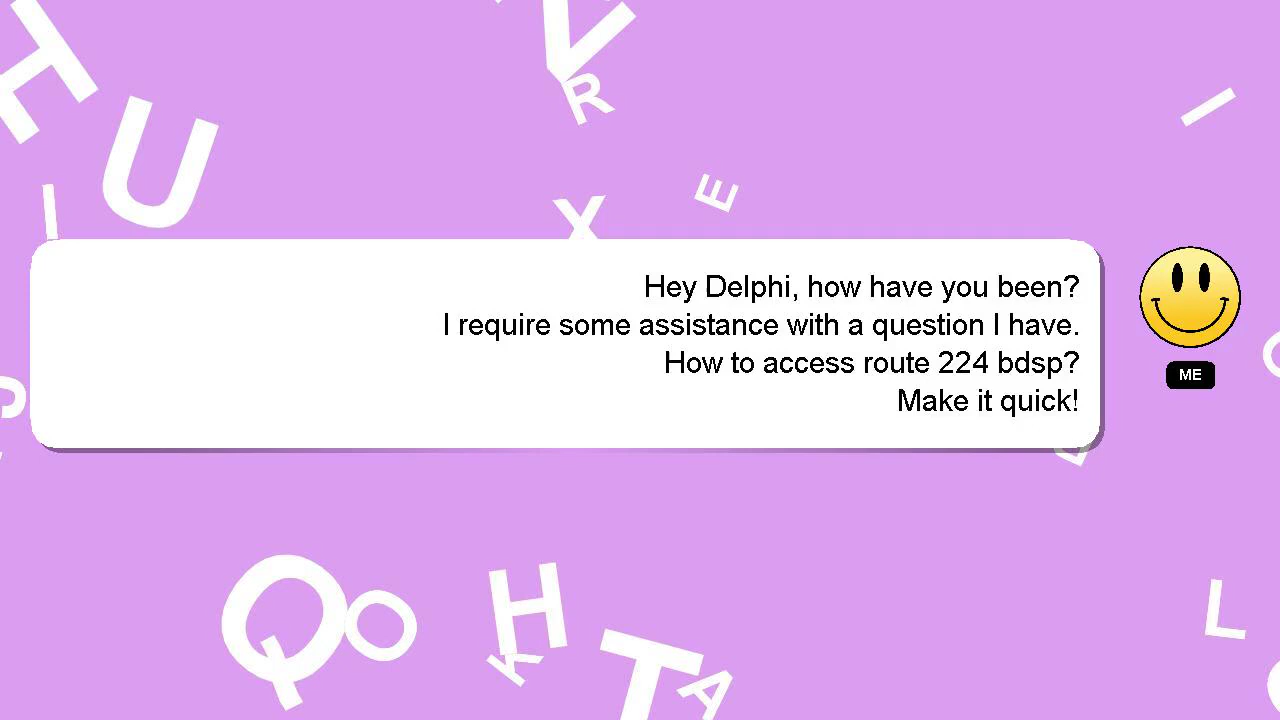 H
U
I
V
R
X
E
I
Hey Delphi, how have you been?
I require some assistance with a question I have.
How to access route 224 bdsp?
Make it quick!
ME
Q
O
H
K
T
A
L